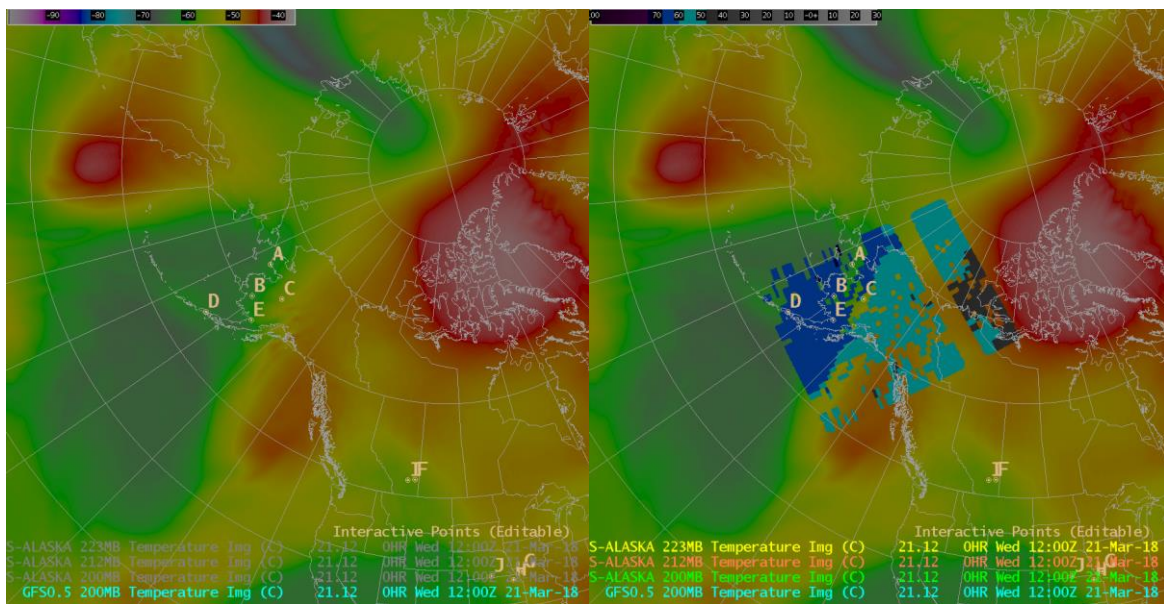 -90 -80 -70 -60 -50 -40
A
B
C
D
E
F
J
G
Interactive Points (Editable)
S-ALASKA 223MB Temperature Img (C) 21.12 0HR Wed 12:00Z 21-Mar-18
S-ALASKA 212MB Temperature Img (C) 21.12 0HR Wed 12:00Z 21-Mar-18
S-ALASKA 200MB Temperature Img (C) 21.12 0HR Wed 12:00Z 21-Mar-18
GFS0.5 200MB Temperature Img (C) 21.12 0HR Wed 12:00Z 21-Mar-18
100 70 60 50 40 30 20 10 -0+ 10 20 30
A
B
C
D
E
F
J
Interactive Points (Editable)
S-ALASKA 223MB Temperature Img (C) 21.12 0HR Wed 12:00Z 21-Mar-18
S-ALASKA 212MB Temperature Img (C) 21.12 0HR Wed 12:00Z 21-Mar-18
S-ALASKA 200MB Temperature Img (C) 21.12 0HR Wed 12:00Z 21-Mar-18
GFS0.5 200MB Temperature Img (C) 21.12 0HR Wed 12:00Z 21-Mar-18